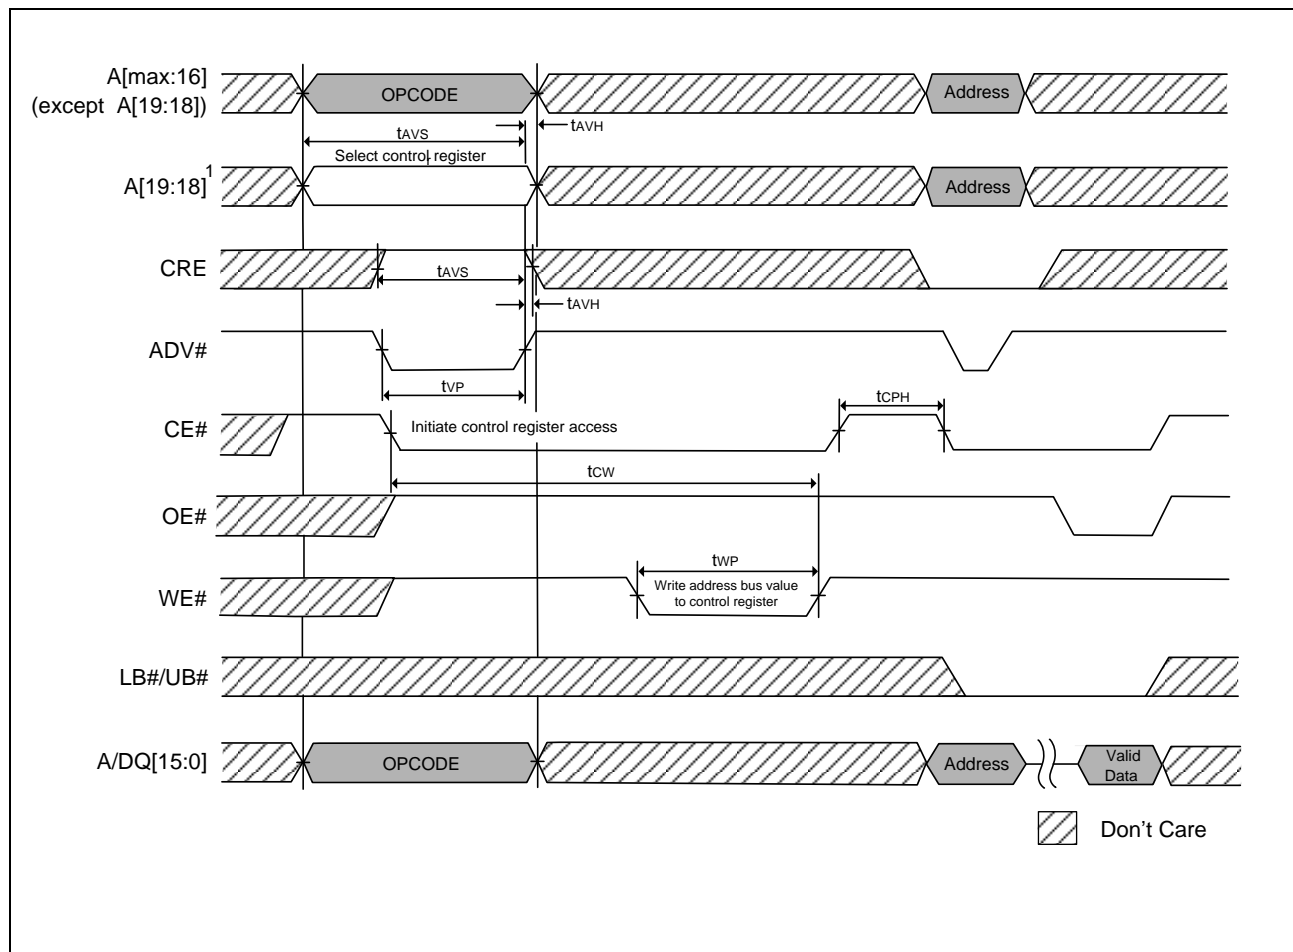 A[max:16]
(except A[19:18])
OPCODE
Address
tAVS
tAVH
Select control register
A[19:18]1
Address
CRE
tAVS
tAVH
ADV#
tVP
tCPH
CE#
Initiate control register access
tCW
OE#
tWP
WE#
Write address bus value
to control register
LB#/UB#
A/DQ[15:0]
OPCODE
Address
Valid
Data
Don't Care